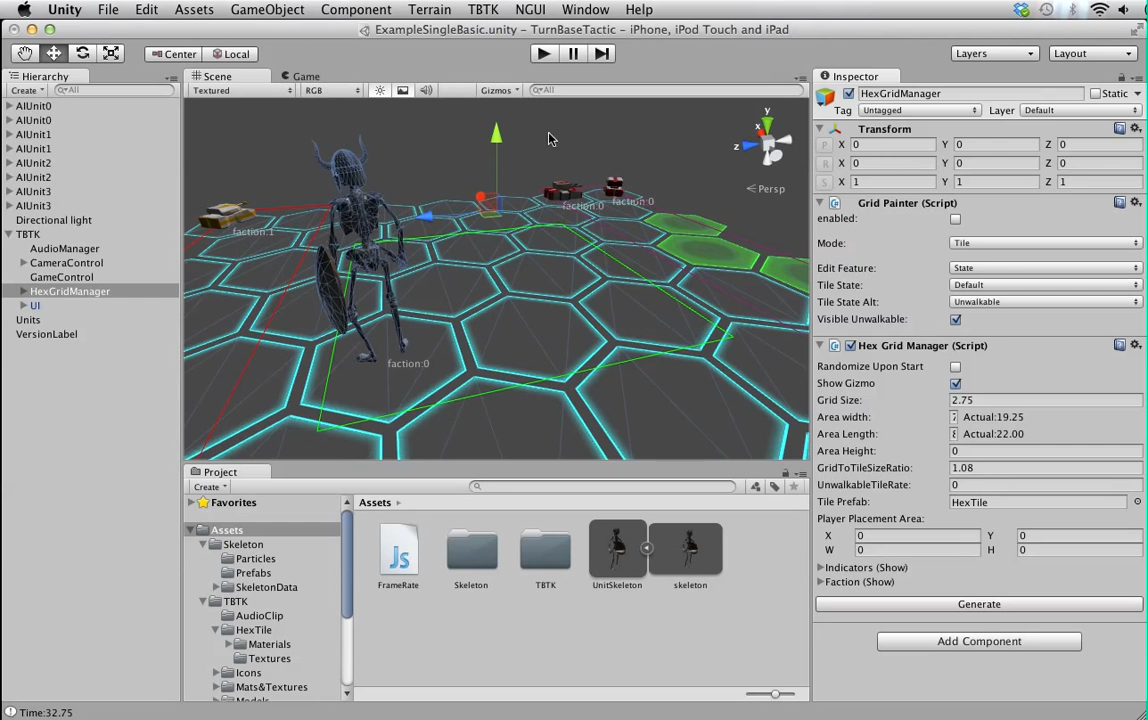 Unity File Edit Assets GameObject Component Terrain TBTK NGUI Window Help
ExampleSingleBasic.unity - TurnBaseTactic - iPhone, iPod Touch and iPad
Center Local Layers Layout
Hierarchy
Create All
AIUnit0
AIUnit0
AIUnit1
AIUnit1
AIUnit2
AIUnit2
AIUnit3
AIUnit3
Directional light
TBTK
AudioManager
CameraControl
GameControl
HexGridManager
UI
Units
VersionLabel
Scene Game
Textured RGB Gizmos All
y
x
z
Persp
faction:1
faction:0
faction:0
faction:0
Project
Create
Favorites
Assets
Skeleton
Particles
Prefabs
SkeletonData
TBTK
AudioClip
HexTile
Materials
Textures
Icons
Mats&Textures
Models
Assets
Js
FrameRate
Skeleton
TBTK
UnitSkeleton
skeleton
Inspector
HexGridManager Static
Tag Untagged Layer Default
Transform
P X 0 Y 0 Z 0
R X 0 Y 0 Z 0
S X 1 Y 1 Z 1
Grid Painter (Script)
enabled:
Mode: Tile
Edit Feature: State
Tile State: Default
Tile State Alt: Unwalkable
Visible Unwalkable:
Hex Grid Manager (Script)
Randomize Upon Start
Show Gizmo
Grid Size: 2.75
Area width: Actual:19.25
Area Length: Actual:22.00
Area Height: 0
GridToTileSizeRatio: 1.08
UnwalkableTileRate: 0
Tile Prefab: HexTile
Player Placement Area:
X 0 Y 0
W 0 H 0
Indicators (Show)
Faction (Show)
Generate
Add Component
Time:32.75